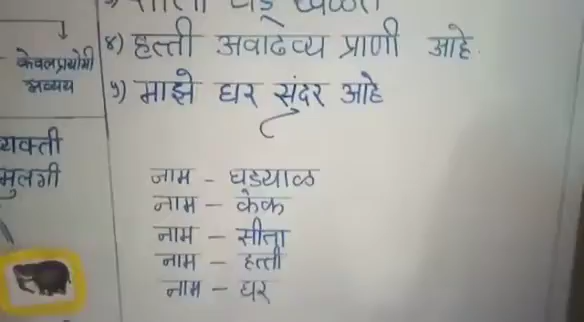 ४) हत्ती अवाढव्य प्राणी आहे.
केवलप्रयोगी
अव्यय
५) माझे घर सुंदर आहे
व्यक्ती
मुलगी
नाम – घड्याळ
नाम – केक
नाम – सीता
नाम – हत्ती
नाम – घर